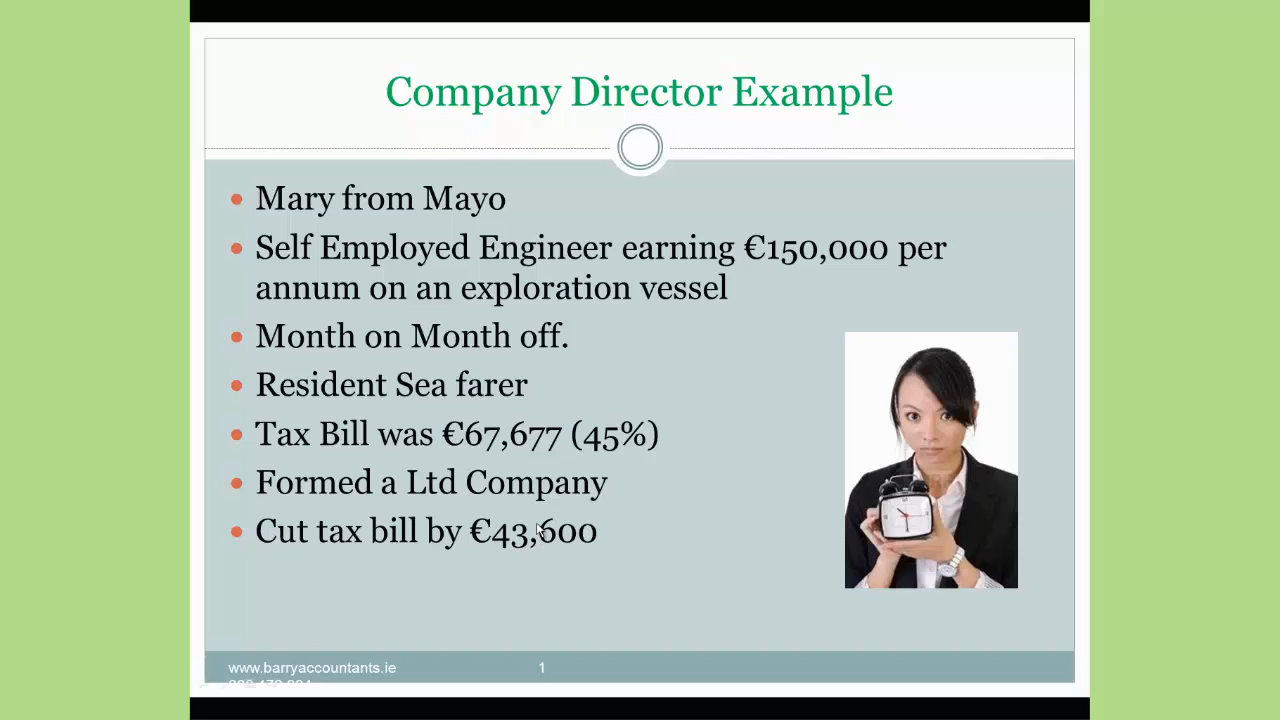 Company Director Example
Mary from Mayo
Self Employed Engineer earning €150,000 per
annum on an exploration vessel
Month on Month off.
Resident Sea farer
Tax Bill was €67,677 (45%)
Formed a Ltd Company
Cut tax bill by €43,600
www.barryaccountants.ie
1